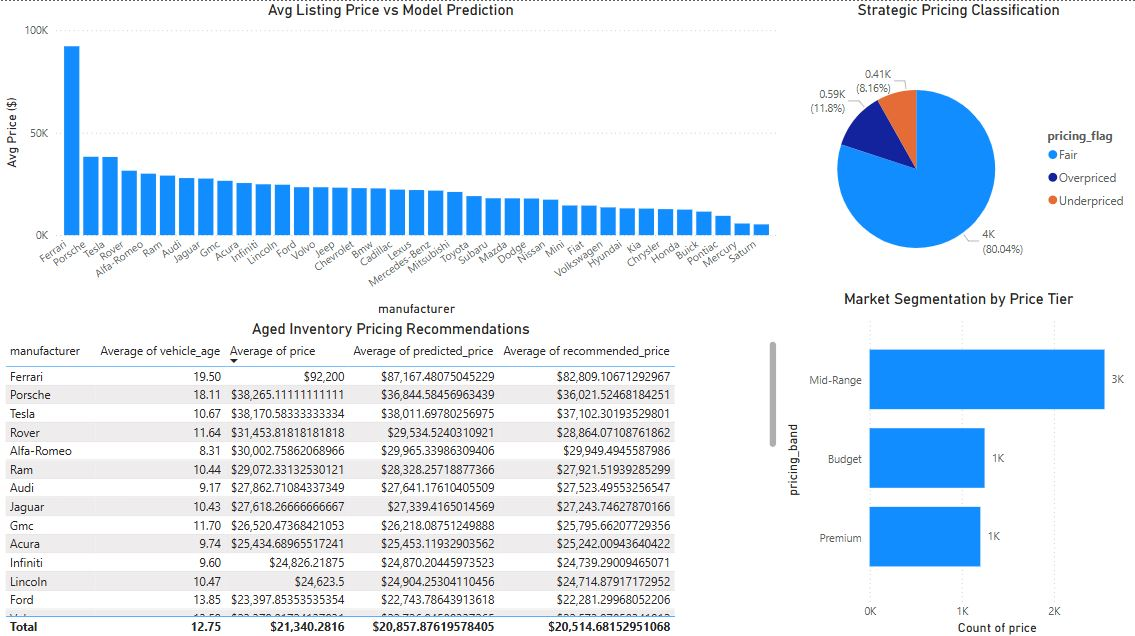 Avg Listing Price vs Model Prediction
100K
50K
0K
Avg Price ($)
Ferrari
Porsche
Tesla
Rover
Alfa-Romeo
Ram
Audi
Jaguar
Gmc
Acura
Infiniti
Lincoln
Ford
Volvo
Jeep
Chevrolet
Bmw
Cadillac
Lexus
Mercedes-Benz
Mitsubishi
Toyota
Subaru
Mazda
Dodge
Nissan
Mini
Fiat
Volkswagen
Hyundai
Kia
Chrysler
Honda
Buick
Pontiac
Mercury
Saturn
manufacturer
Strategic Pricing Classification
0.41K
(8.16%)
0.59K
(11.8%)
4K
(80.04%)
pricing_flag
Fair
Overpriced
Underpriced
Aged Inventory Pricing Recommendations
manufacturer Average of vehicle_age Average of price Average of predicted_price Average of recommended_price
Ferrari 19.50 $92,200 $87,167.48075045229 $82,809.10671292967
Porsche 18.11 $38,265.11111111111 $36,844.58456963439 $36,021.52468184251
Tesla 10.67 $38,170.58333333334 $38,011.69780256975 $37,102.30193529801
Rover 11.64 $31,453.81818181818 $29,534.5240310921 $28,864.07108761862
Alfa-Romeo 8.31 $30,002.75862068966 $29,965.33986309406 $29,949.4945587986
Ram 10.44 $29,072.33132530121 $28,328.25718877366 $27,921.51939285299
Audi 9.17 $27,862.71084337349 $27,641.17610405509 $27,523.49553256547
Jaguar 10.43 $27,618.26666666667 $27,339.4165014569 $27,243.74627870166
Gmc 11.70 $26,520.47368421053 $26,218.08751249888 $25,795.66207729356
Acura 9.74 $25,434.68965517241 $25,453.11932903562 $25,242.00943640422
Infiniti 9.60 $24,826.21875 $24,870.20445973523 $24,739.29009465071
Lincoln 10.47 $24,623.5 $24,904.25304110456 $24,714.87917172952
Ford 13.85 $23,397.85353535354 $22,743.78643913618 $22,281.29968052206
Total 12.75 $21,340.2816 $20,857.87619578405 $20,514.68152951068
Market Segmentation by Price Tier
pricing_band
Mid-Range
3K
Budget
1K
Premium
1K
0K
1K
2K
Count of price